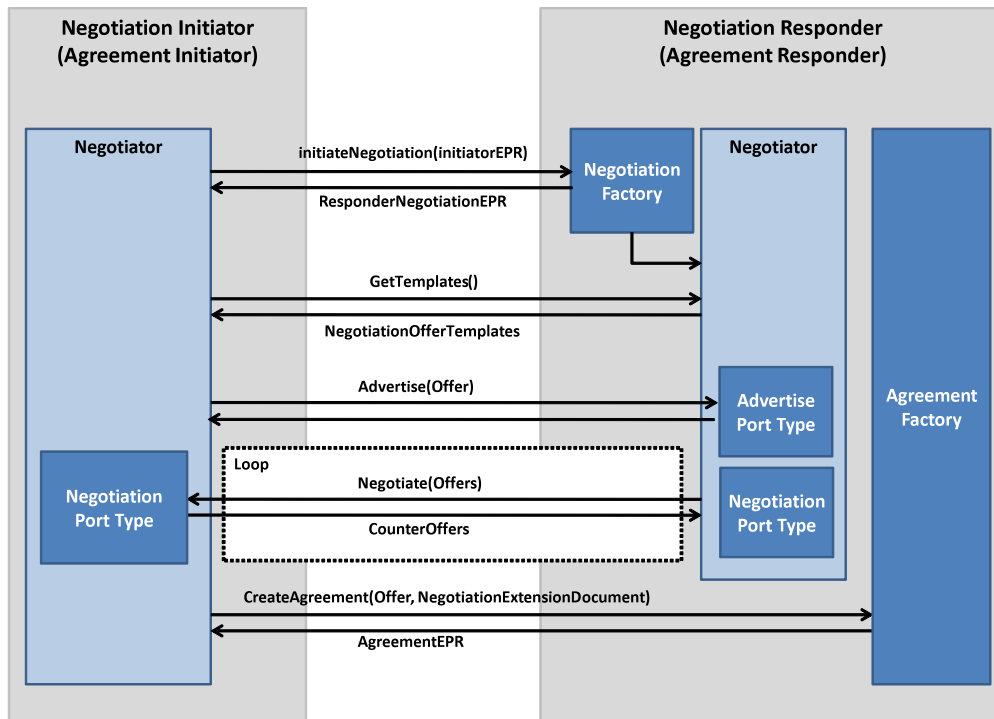 Negotiation Initiator
(Agreement Initiator)
Negotiation Responder
(Agreement Responder)
Negotiator
initiateNegotiation(initiatorEPR)
ResponderNegotiationEPR
Negotiation
Factory
Negotiator
GetTemplates()
NegotiationOfferTemplates
Advertise(Offer)
Advertise
Port Type
Agreement
Factory
Loop
Negotiation
Port Type
Negotiate(Offers)
CounterOffers
Negotiation
Port Type
CreateAgreement(Offer, NegotiationExtensionDocument)
AgreementEPR